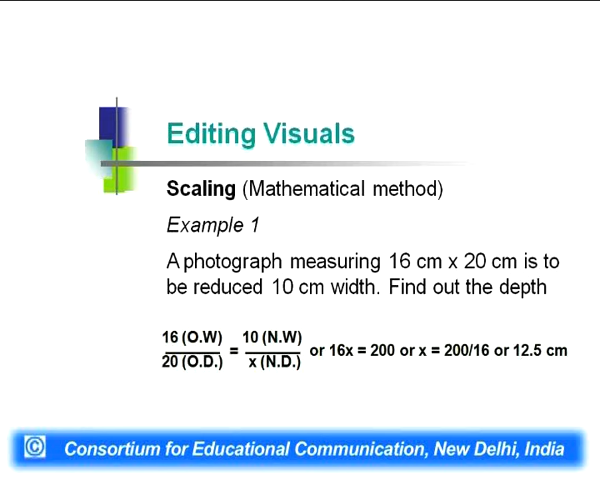 Editing Visuals
Scaling (Mathematical method)
Example 1
A photograph measuring 16 cm x 20 cm is to
be reduced 10 cm width. Find out the depth
16 (O.W) / 20 (O.D.) = 10 (N.W) / x (N.D.) or 16x = 200 or x = 200/16 or 12.5 cm
© Consortium for Educational Communication, New Delhi, India